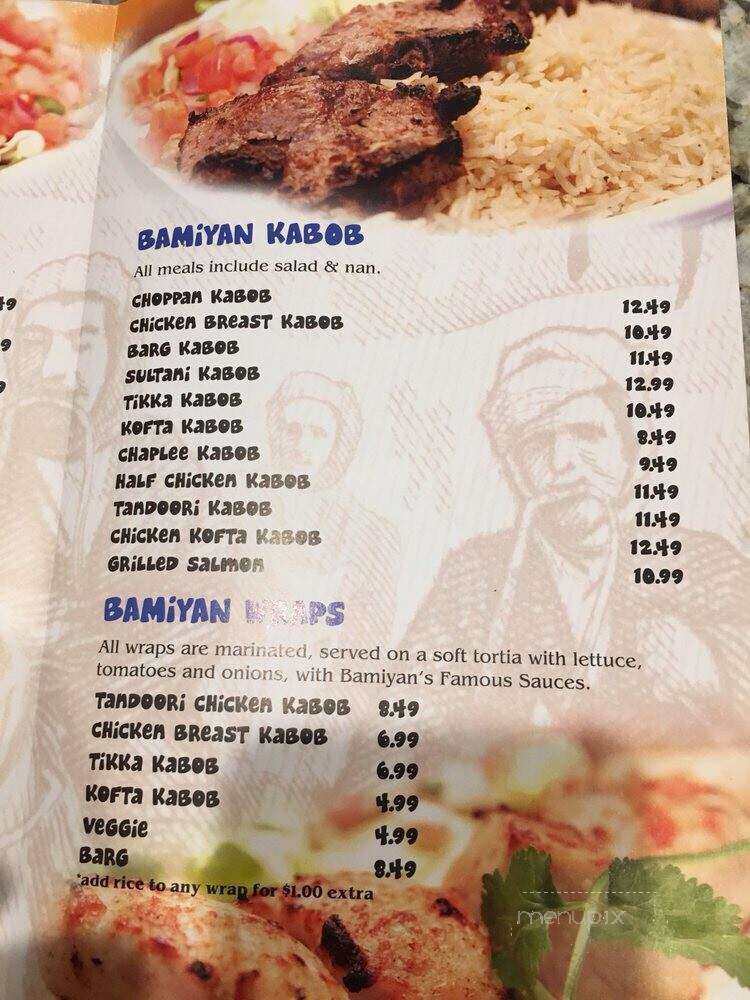 BAMIYAN KABOB
All meals include salad & nan.
CHOPPAN KABOB 12.49
CHICKEN BREAST KABOB 10.49
BARG KABOB 11.49
SULTANI KABOB 12.99
TIKKA KABOB 10.49
KOFTA KABOB 8.49
CHAPLEE KABOB 9.49
HALF CHICKEN KABOB 11.49
TANDOORI KABOB 11.49
CHICKEN KOFTA KABOB 12.49
GRILLED SALMON 10.99
BAMIYAN WRAPS
All wraps are marinated, served on a soft tortia with lettuce,
tomatoes and onions, with Bamiyan's Famous Sauces.
TANDOORI CHICKEN KABOB 8.49
CHICKEN BREAST KABOB 6.99
TIKKA KABOB 6.99
KOFTA KABOB 4.99
VEGGIE 4.99
BARG 8.49
*add rice to any wrap for $1.00 extra
menupix